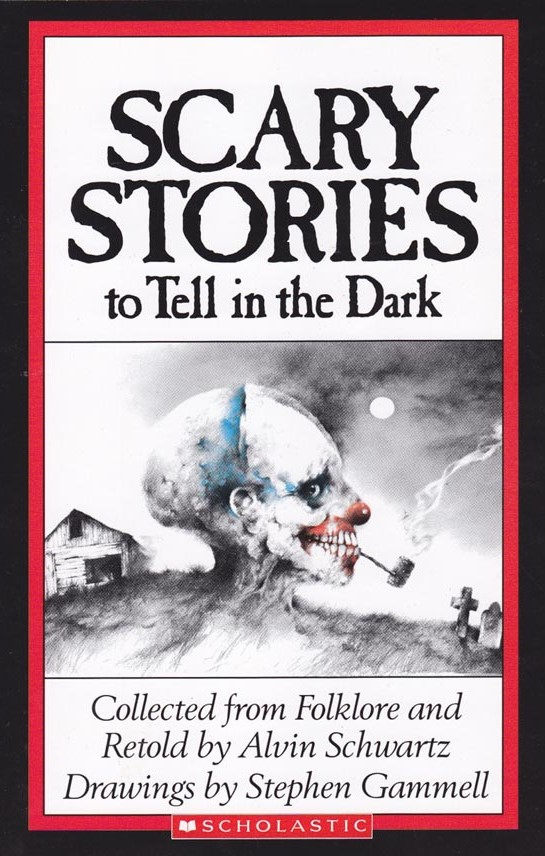 SCARY
STORIES
to Tell in the Dark
Collected from Folklore and
Retold by Alvin Schwartz
Drawings by Stephen Gammell
SCHOLASTIC